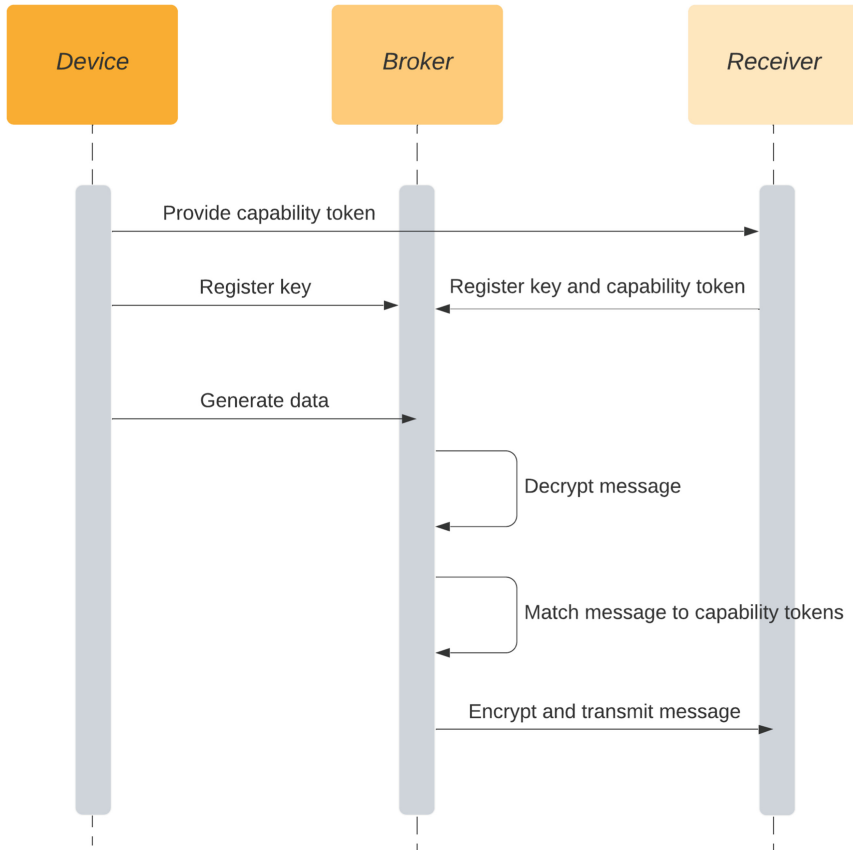 Device
Broker
Receiver
Provide capability token
Register key
Register key and capability token
Generate data
Decrypt message
Match message to capability tokens
Encrypt and transmit message